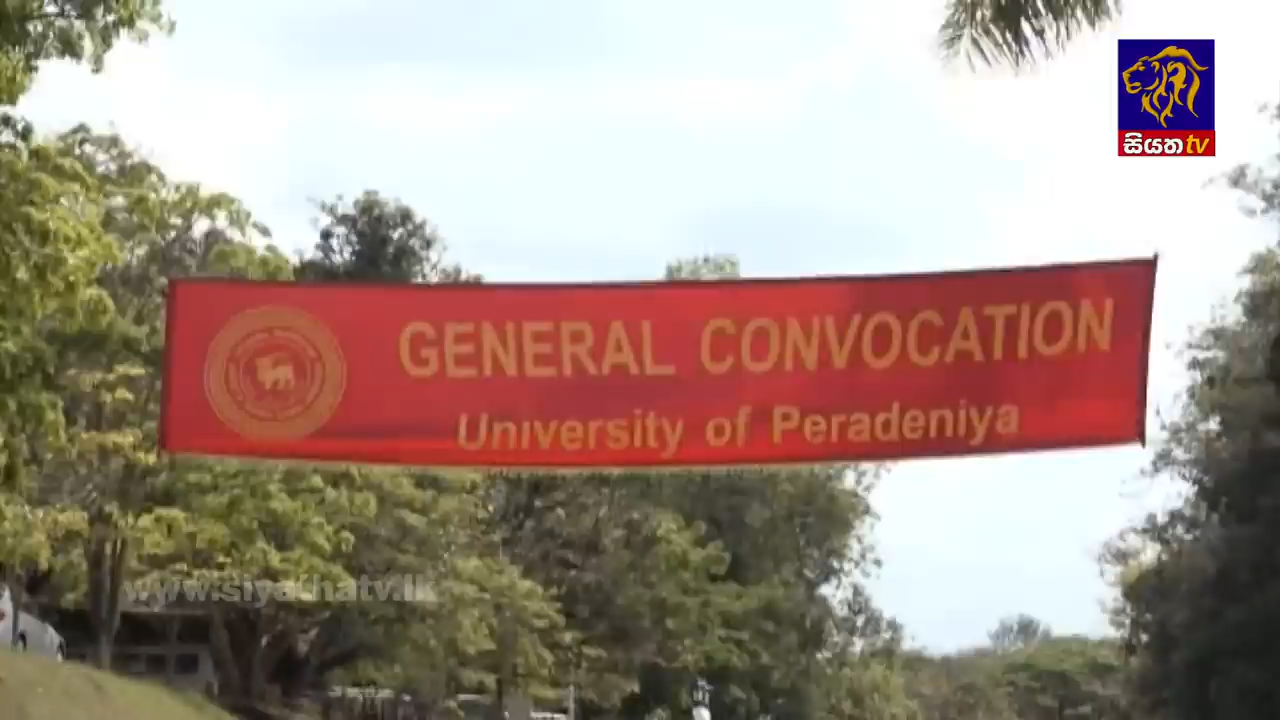 සියත tv
GENERAL CONVOCATION
University of Peradeniya
www.siyathatv.lk